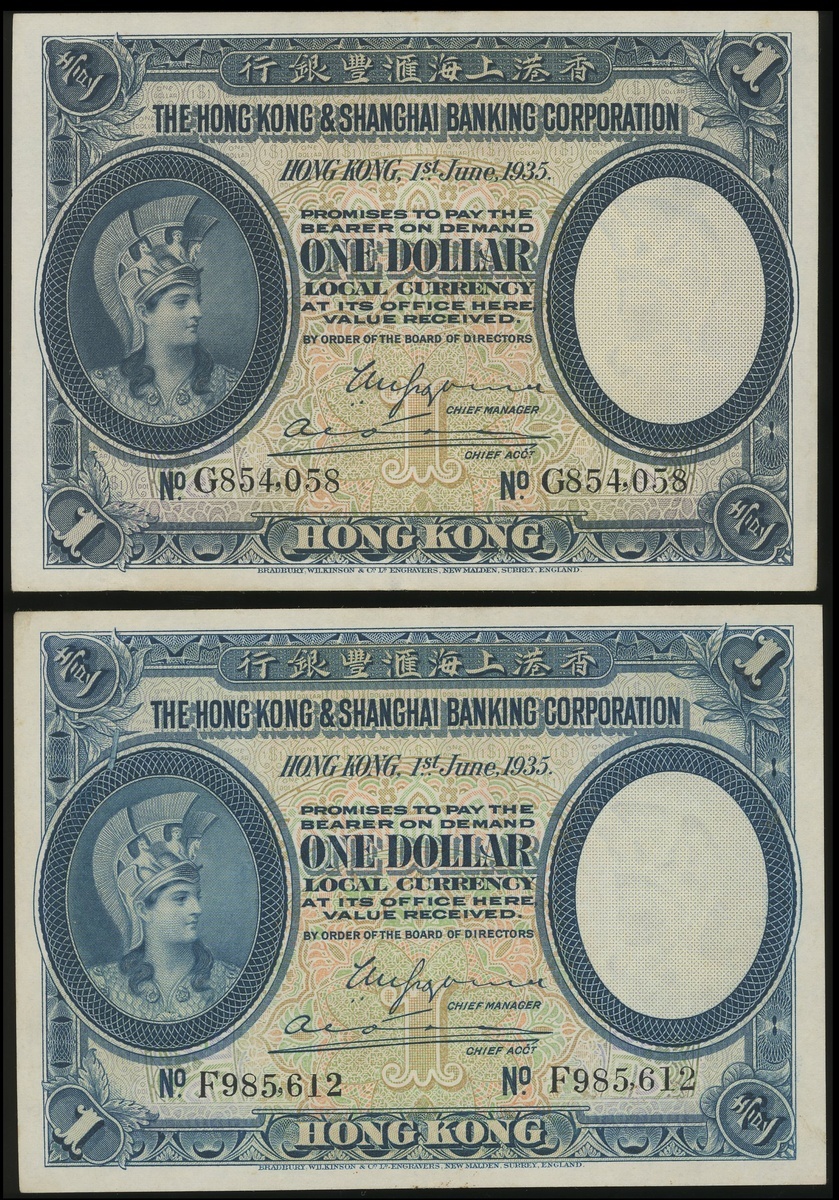 行銀豐滙海上港香
1
THE HONG KONG & SHANGHAI BANKING CORPORATION
HONG KONG, 1st June, 1935.
PROMISES TO PAY THE
BEARER ON DEMAND
ONE DOLLAR
LOCAL CURRENCY
AT ITS OFFICE HERE
VALUE RECEIVED.
BY ORDER OF THE BOARD OF DIRECTORS
CHIEF MANAGER
CHIEF ACCT
No. G854,058 No. G854,058
1
HONG KONG
BRADBURY, WILKINSON & Co. Ld. ENGRAVERS, NEW MALDEN, SURREY, ENGLAND.
行銀豐滙海上港香
1
THE HONG KONG & SHANGHAI BANKING CORPORATION
HONG KONG, 1st June, 1935.
PROMISES TO PAY THE
BEARER ON DEMAND
ONE DOLLAR
LOCAL CURRENCY
AT ITS OFFICE HERE
VALUE RECEIVED.
BY ORDER OF THE BOARD OF DIRECTORS
CHIEF MANAGER
CHIEF ACCT
No. F985,612 No. F985,612
1
HONG KONG
BRADBURY, WILKINSON & Co. Ld. ENGRAVERS, NEW MALDEN, SURREY, ENGLAND.